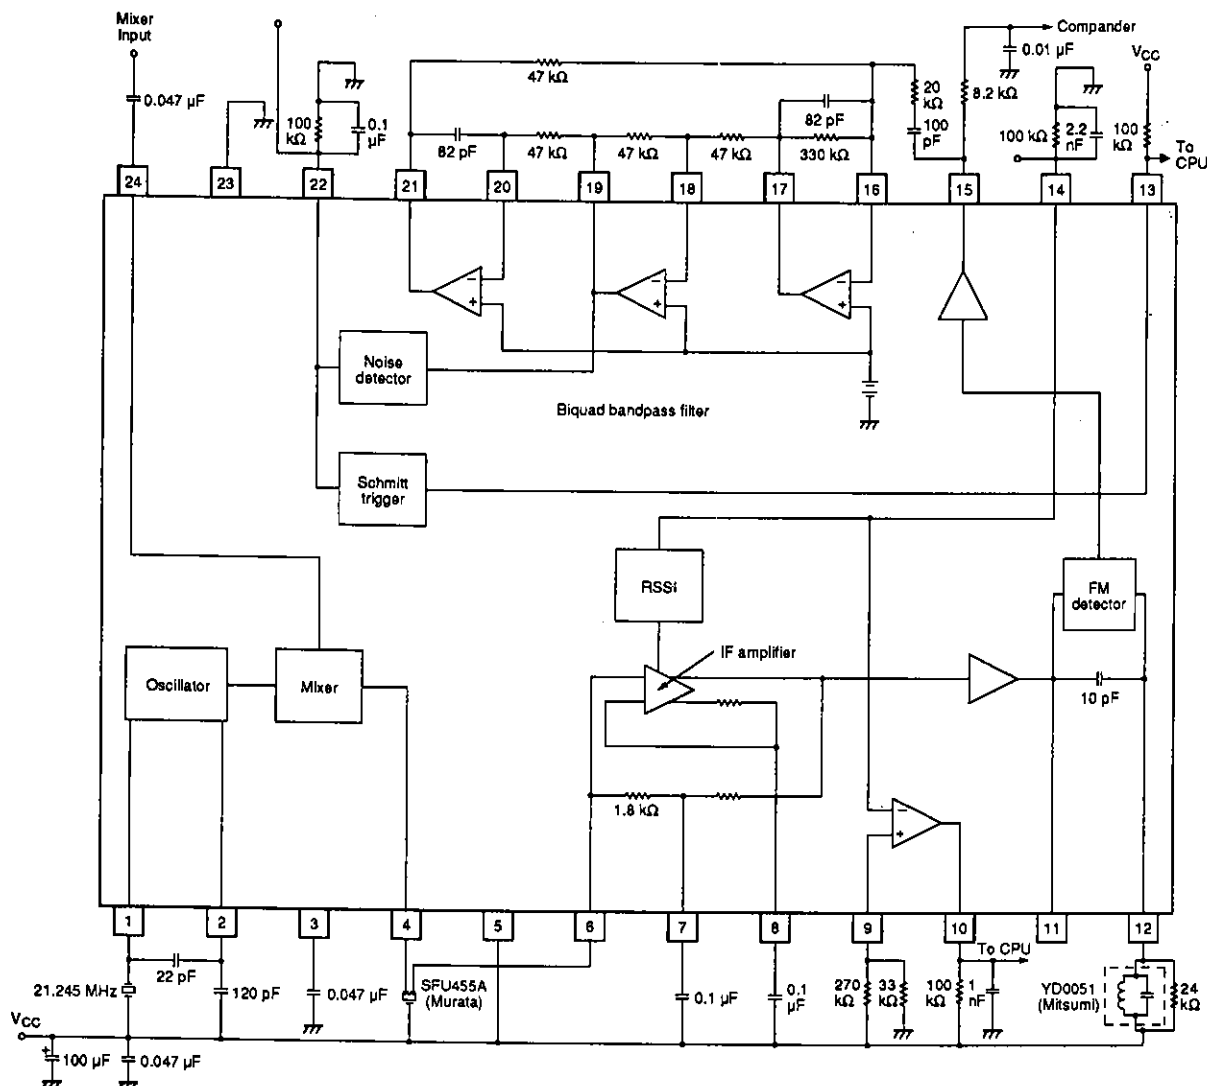 Mixer
Input
0.047 µF
100
kΩ
0.1
µF
47 kΩ
82 pF
47 kΩ
47 kΩ
47 kΩ
82 pF
330 kΩ
20
kΩ
100
pF
8.2 kΩ
Compander
0.01 µF
100 kΩ
2.2
nF
VCC
100
kΩ
To
CPU
24
23
22
21
20
19
18
17
16
15
14
13
−
+
−
+
−
+
Noise
detector
Biquad bandpass filter
Schmitt
trigger
RSSI
FM
detector
IF amplifier
Oscillator
Mixer
10 pF
1.8 kΩ
−
+
1
2
3
4
5
6
7
8
9
10
11
12
22 pF
21.245 MHz
120 pF
0.047 µF
SFU455A
(Murata)
0.1 µF
0.1
µF
270
kΩ
33
kΩ
100
kΩ
1
nF
To CPU
YD0051
(Mitsumi)
24
kΩ
VCC
+
100 µF
0.047 µF